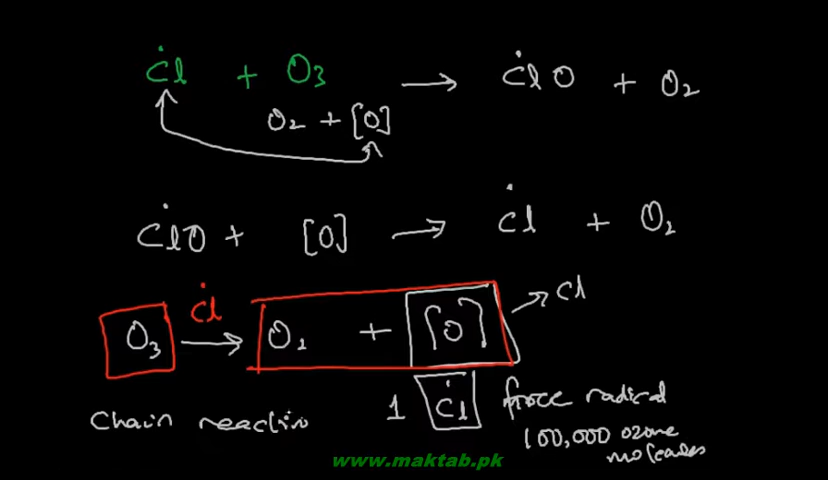 Ċl + O3 → ĊlO + O2
O2 + [O]
ĊlO + [O] → Ċl + O2
Ċl
O3 → O2 + [O] → Cl
1 Ċl free radical
Chain reaction
100,000 ozone
molecules
www.maktab.pk